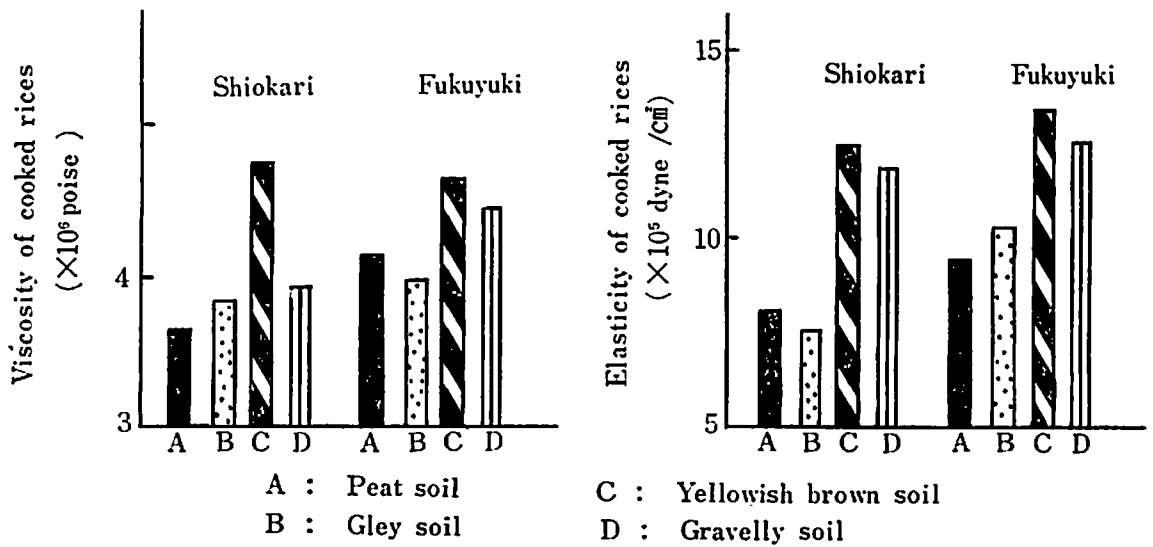 Viscosity of cooked rices
(×10⁶ poise )
Shiokari
Fukuyuki
4
3
A B C D A B C D
Elasticity of cooked rices
(×10⁵ dyne /cm²)
Shiokari
Fukuyuki
15
10
5
A B C D A B C D
A : Peat soil
B : Gley soil
C : Yellowish brown soil
D : Gravelly soil